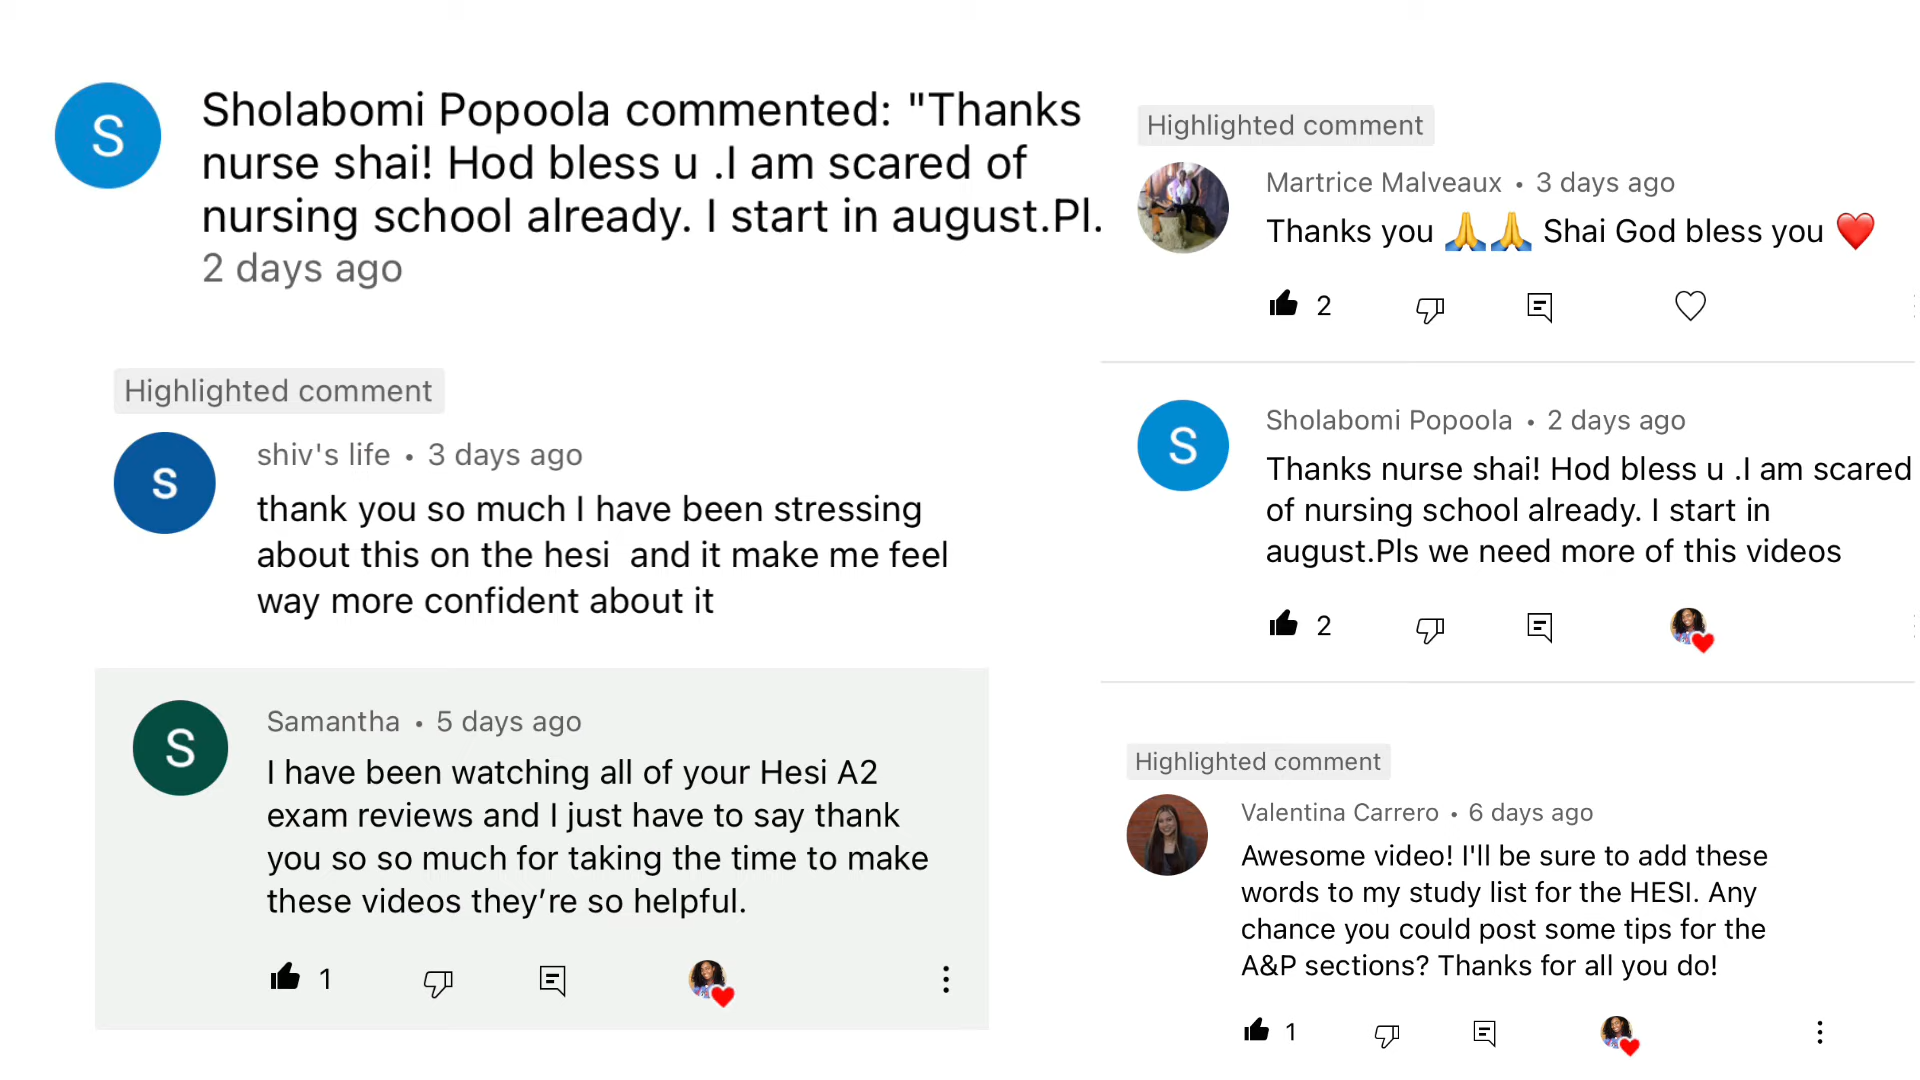 S
Sholabomi Popoola commented: "Thanks
nurse shai! Hod bless u .I am scared of
nursing school already. I start in august.Pl.
2 days ago
Highlighted comment
S
shiv's life • 3 days ago
thank you so much I have been stressing
about this on the hesi  and it make me feel
way more confident about it
S
Samantha • 5 days ago
I have been watching all of your Hesi A2
exam reviews and I just have to say thank
you so so much for taking the time to make
these videos they’re so helpful.
1
Highlighted comment
Martrice Malveaux • 3 days ago
Thanks you 🙏🙏 Shai God bless you ❤️
2
S
Sholabomi Popoola • 2 days ago
Thanks nurse shai! Hod bless u .I am scared
of nursing school already. I start in
august.Pls we need more of this videos
2
Highlighted comment
Valentina Carrero • 6 days ago
Awesome video! I'll be sure to add these
words to my study list for the HESI. Any
chance you could post some tips for the
A&P sections? Thanks for all you do!
1